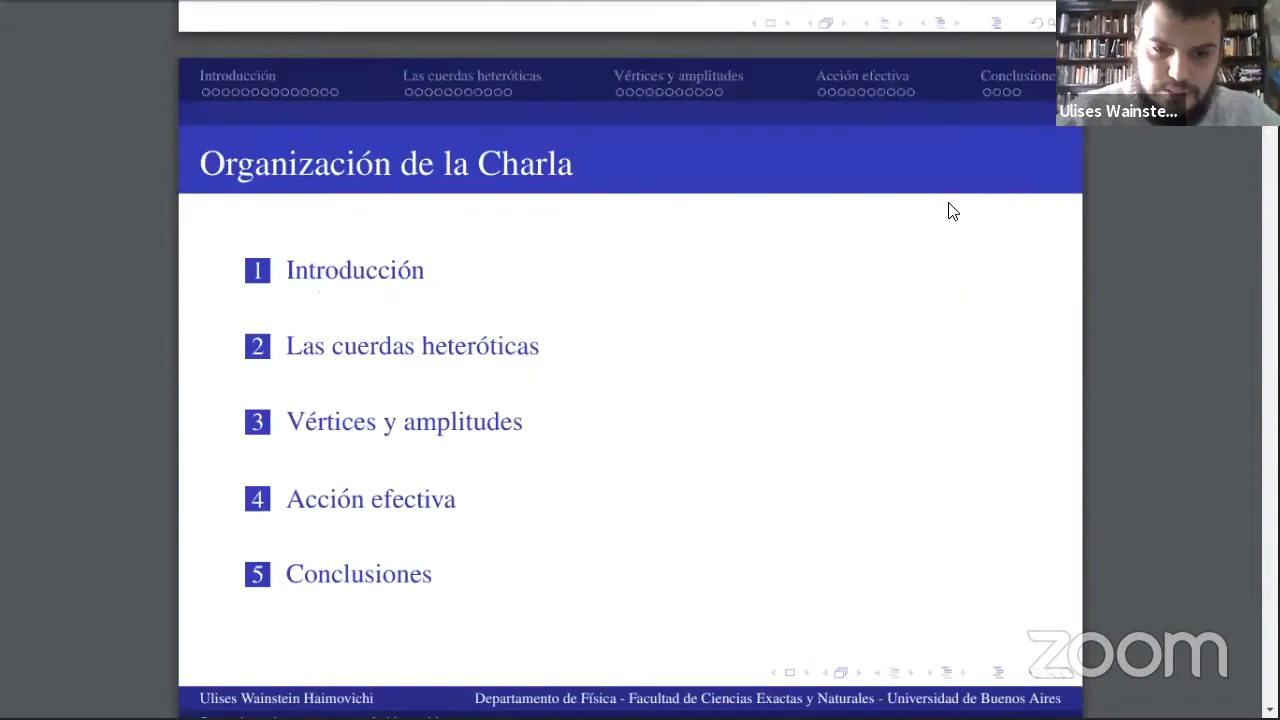 Introducción
Las cuerdas heteróticas
Vértices y amplitudes
Acción efectiva
Conclusione
Ulises Wainste...
Organización de la Charla
1 Introducción
2 Las cuerdas heteróticas
3 Vértices y amplitudes
4 Acción efectiva
5 Conclusiones
zoom
Ulises Wainstein Haimovichi
Departamento de Física - Facultad de Ciencias Exactas y Naturales - Universidad de Buenos Aires